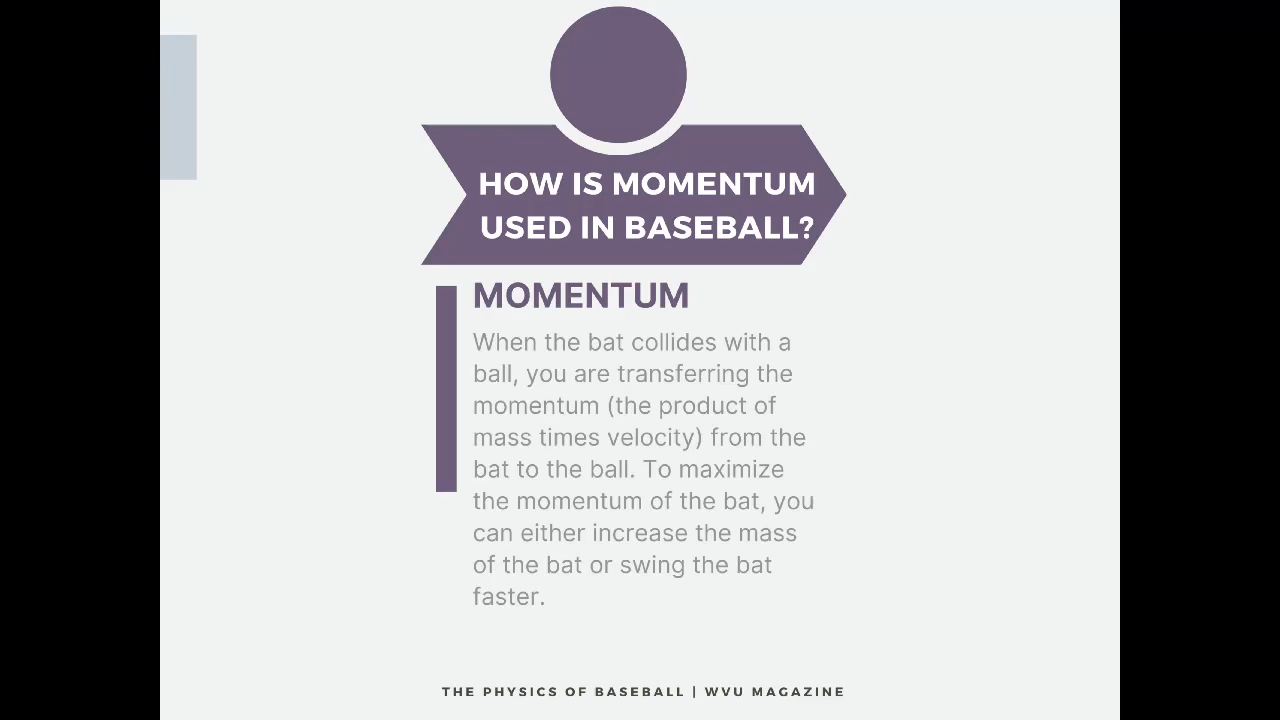 HOW IS MOMENTUM
USED IN BASEBALL?
MOMENTUM
When the bat collides with a
ball, you are transferring the
momentum (the product of
mass times velocity) from the
bat to the ball. To maximize
the momentum of the bat, you
can either increase the mass
of the bat or swing the bat
faster.
THE PHYSICS OF BASEBALL | WVU MAGAZINE